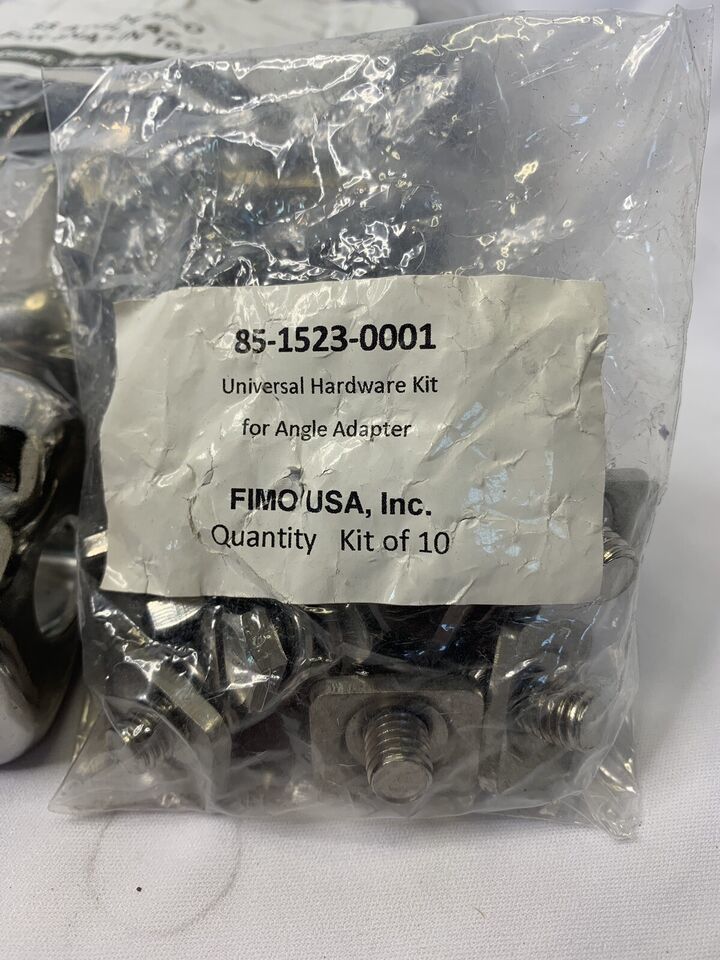 85-1523-0001
Universal Hardware Kit
for Angle Adapter
FIMO USA, Inc.
Quantity Kit of 10